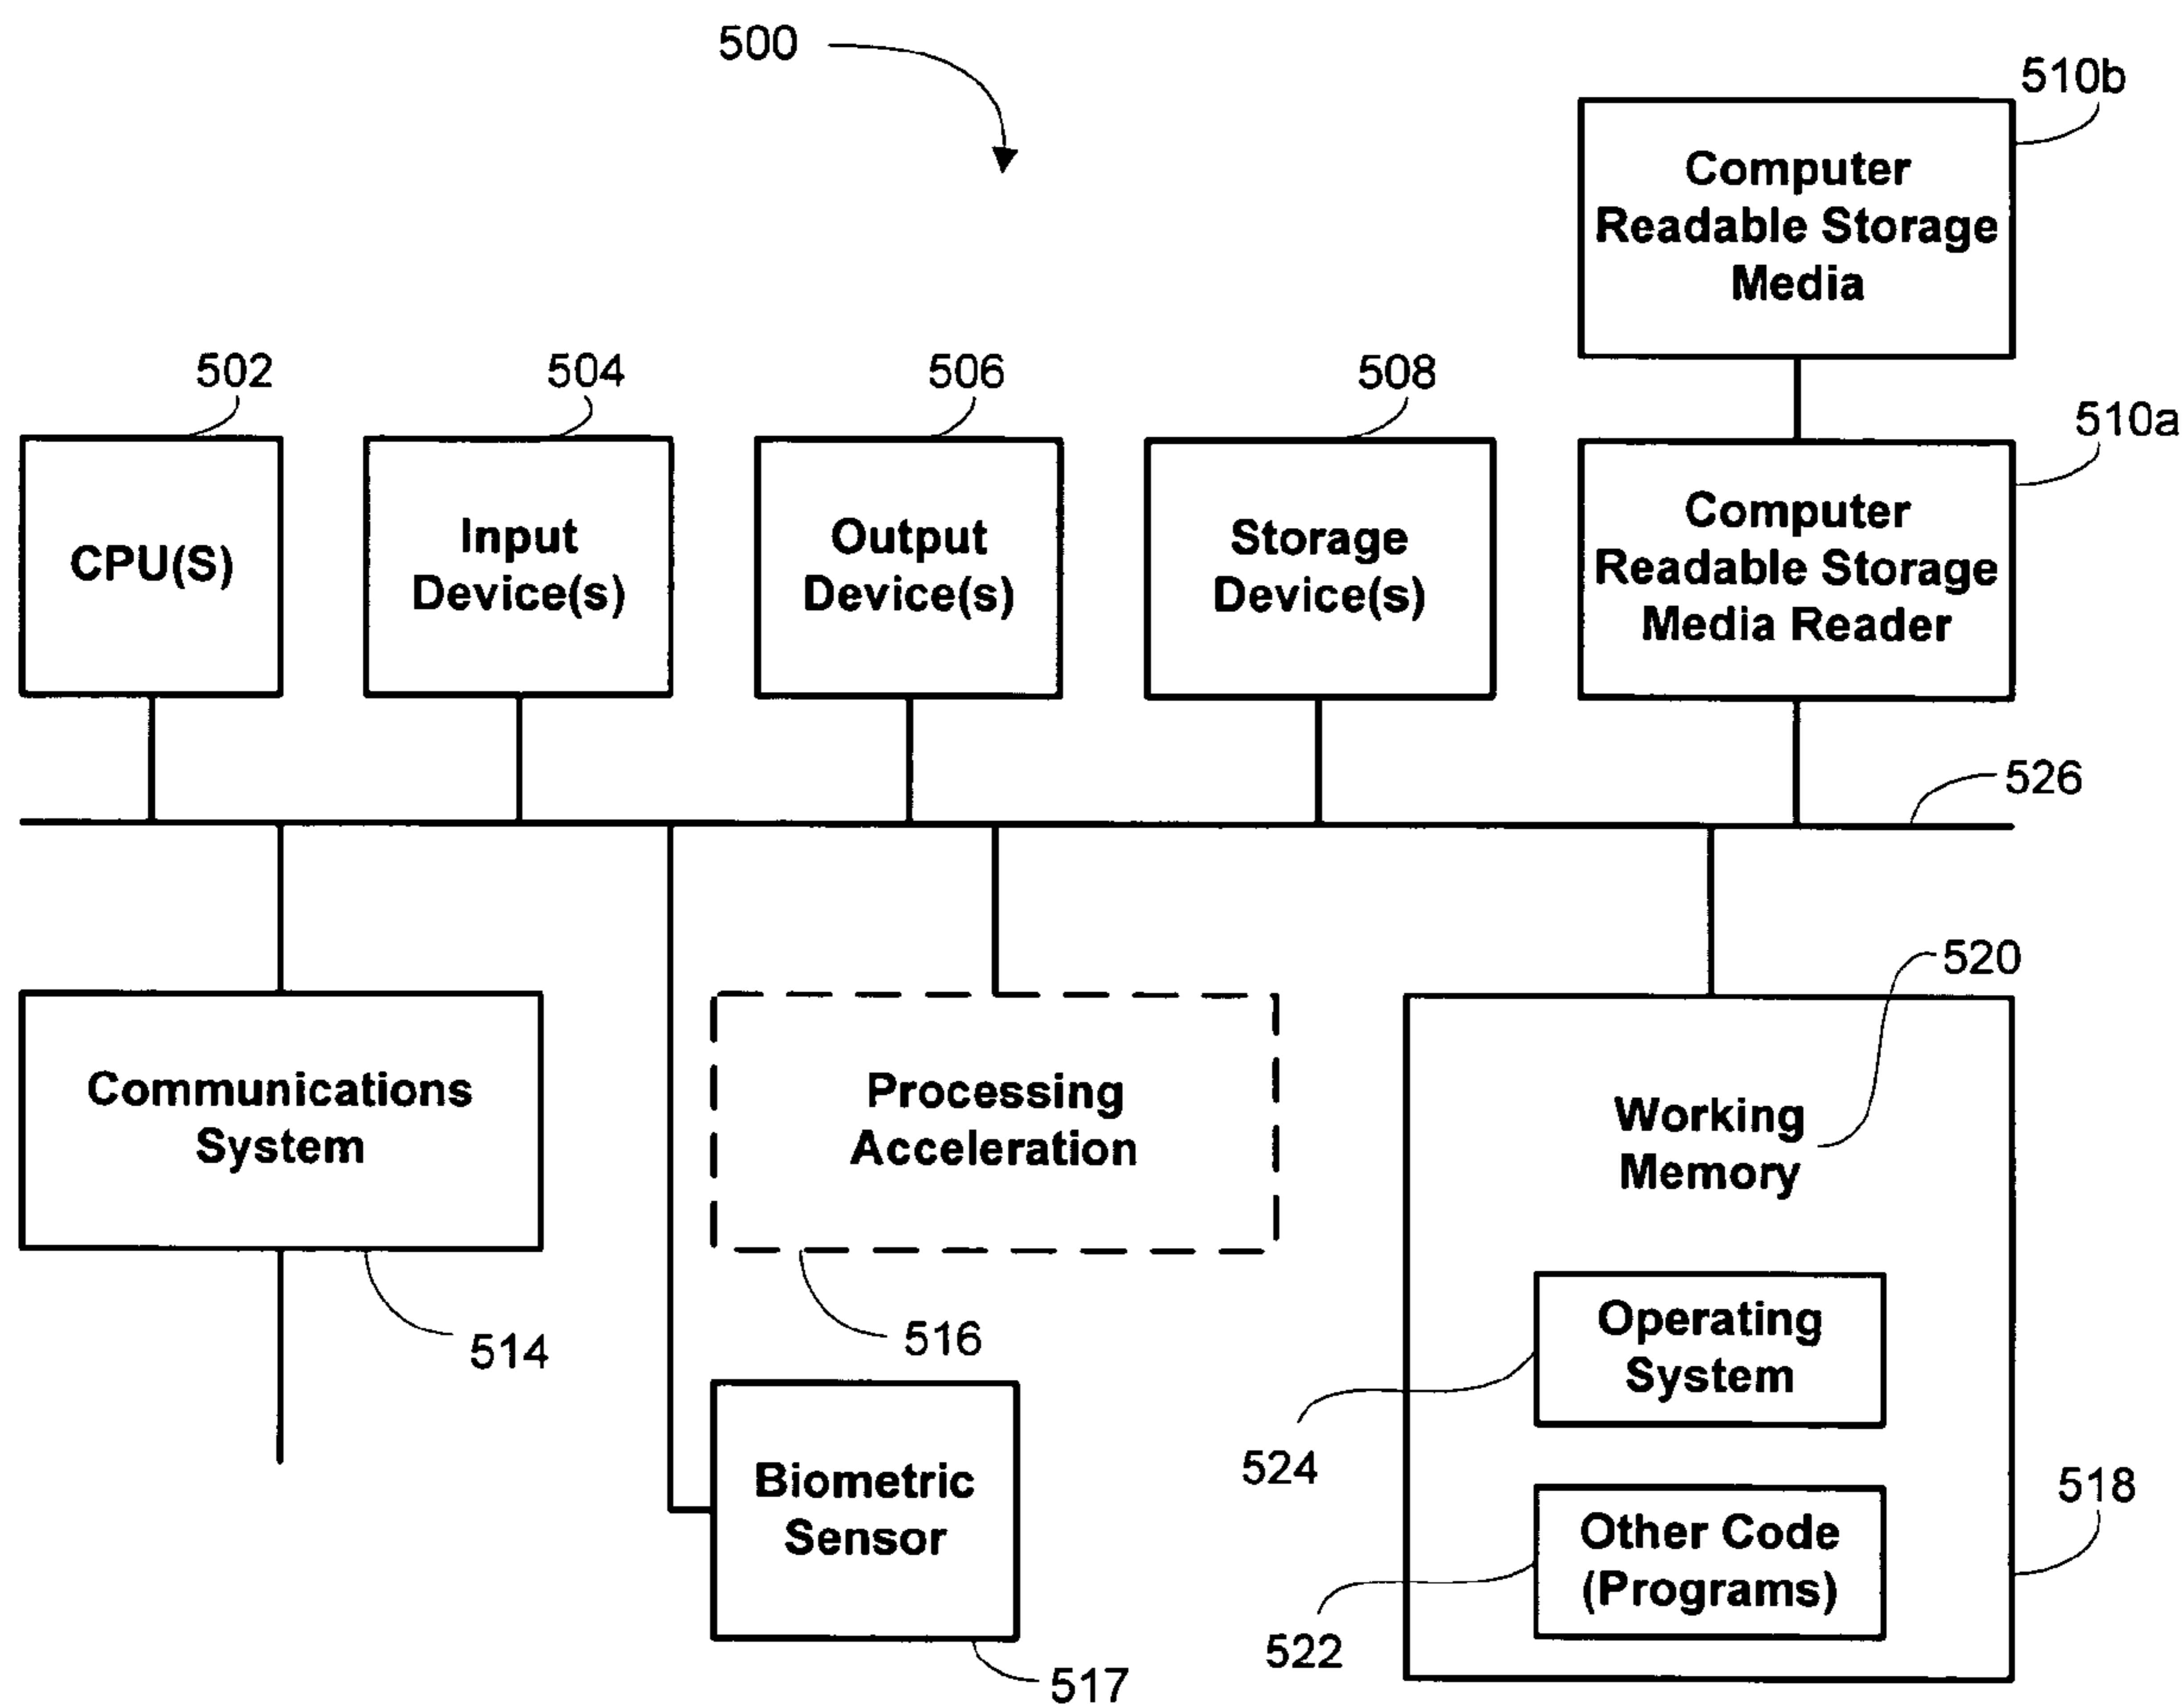 500
510b
Computer
Readable Storage
Media
502
504
506
508
510a
CPU(S)
Input
Device(s)
Output
Device(s)
Storage
Device(s)
Computer
Readable Storage
Media Reader
526
520
Communications
System
514
Processing
Acceleration
516
Working
Memory
Operating
System
524
Biometric
Sensor
517
Other Code
(Programs)
522
518